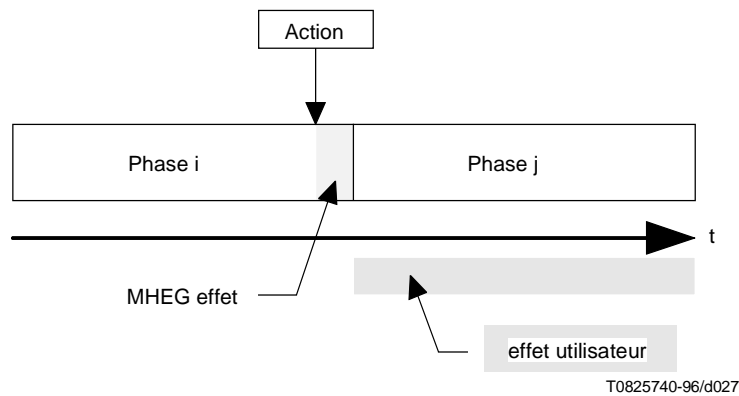 Action
Phase i
Phase j
t
MHEG effet
effet utilisateur
T0825740-96/d027